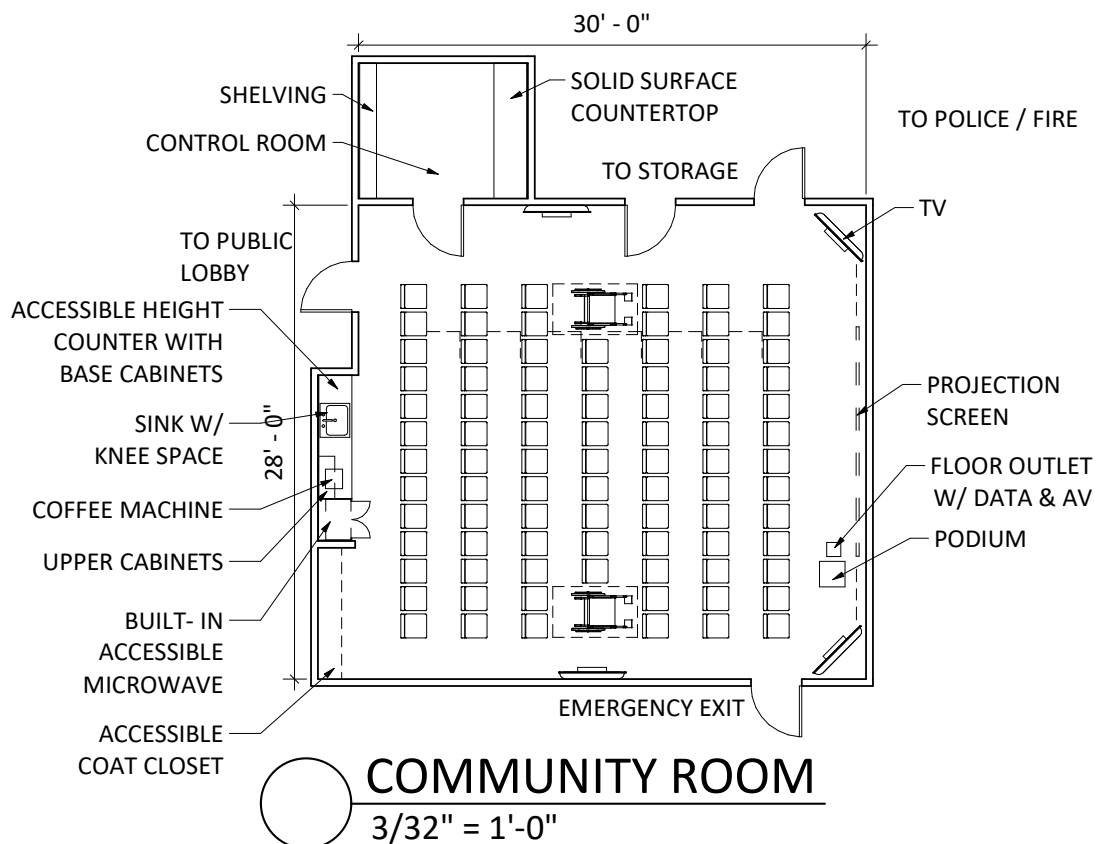 30' - 0"
SHELVING
SOLID SURFACE
COUNTERTOP
CONTROL ROOM
TO POLICE / FIRE
TO STORAGE
TV
TO PUBLIC
LOBBY
ACCESSIBLE HEIGHT
COUNTER WITH
BASE CABINETS
SINK W/
KNEE SPACE
28' - 0"
COFFEE MACHINE
UPPER CABINETS
BUILT- IN
ACCESSIBLE
MICROWAVE
ACCESSIBLE
COAT CLOSET
PROJECTION
SCREEN
FLOOR OUTLET
W/ DATA & AV
PODIUM
EMERGENCY EXIT
COMMUNITY ROOM
3/32" = 1'-0"